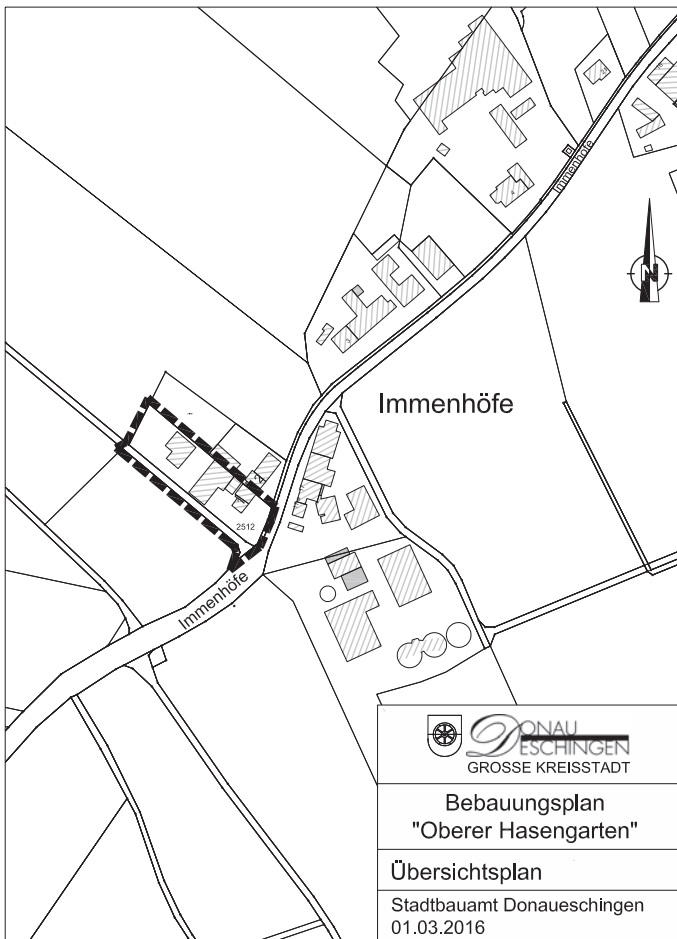 Immenhöfe
N
Immenhöfe
2512
Immenhöfe
DONAU
ESCHINGEN
GROSSE KREISSTADT
Bebauungsplan
"Oberer Hasengarten"
Übersichtsplan
Stadtbauamt Donaueschingen
01.03.2016